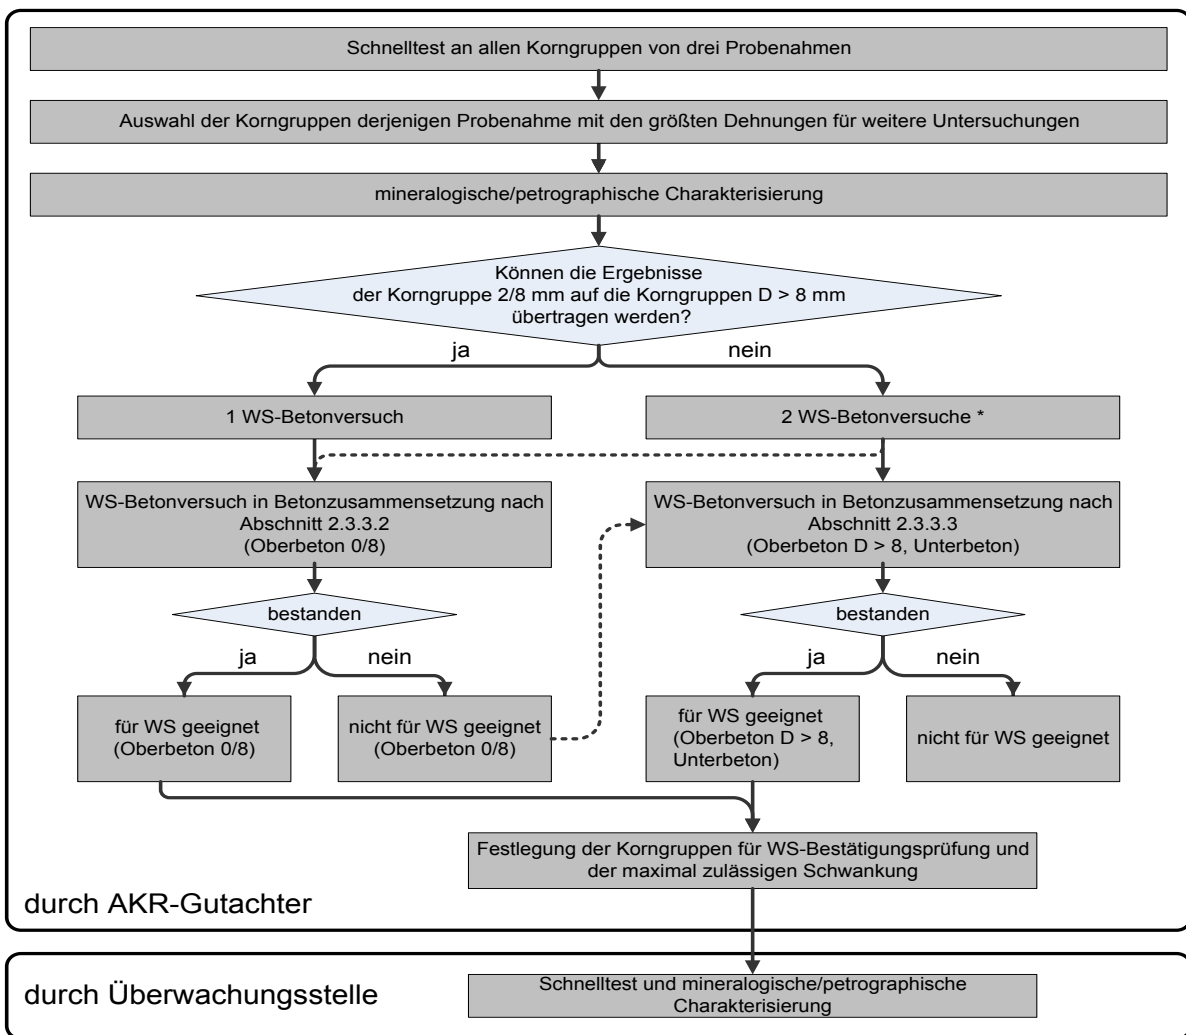 Schnelltest an allen Korngruppen von drei Probenahmen
Auswahl der Korngruppen derjenigen Probenahme mit den größten Dehnungen für weitere Untersuchungen
mineralogische/petrographische Charakterisierung
Können die Ergebnisse
der Korngruppe 2/8 mm auf die Korngruppen D > 8 mm
übertragen werden?
ja
nein
1 WS-Betonversuch
2 WS-Betonversuche *
WS-Betonversuch in Betonzusammensetzung nach
Abschnitt 2.3.3.2
(Oberbeton 0/8)
WS-Betonversuch in Betonzusammensetzung nach
Abschnitt 2.3.3.3
(Oberbeton D > 8, Unterbeton)
bestanden
bestanden
ja
nein
ja
nein
für WS geeignet
(Oberbeton 0/8)
nicht für WS geeignet
(Oberbeton 0/8)
für WS geeignet
(Oberbeton D > 8,
Unterbeton)
nicht für WS geeignet
Festlegung der Korngruppen für WS-Bestätigungsprüfung und
der maximal zulässigen Schwankung
durch AKR-Gutachter
durch Überwachungsstelle
Schnelltest und mineralogische/petrographische
Charakterisierung